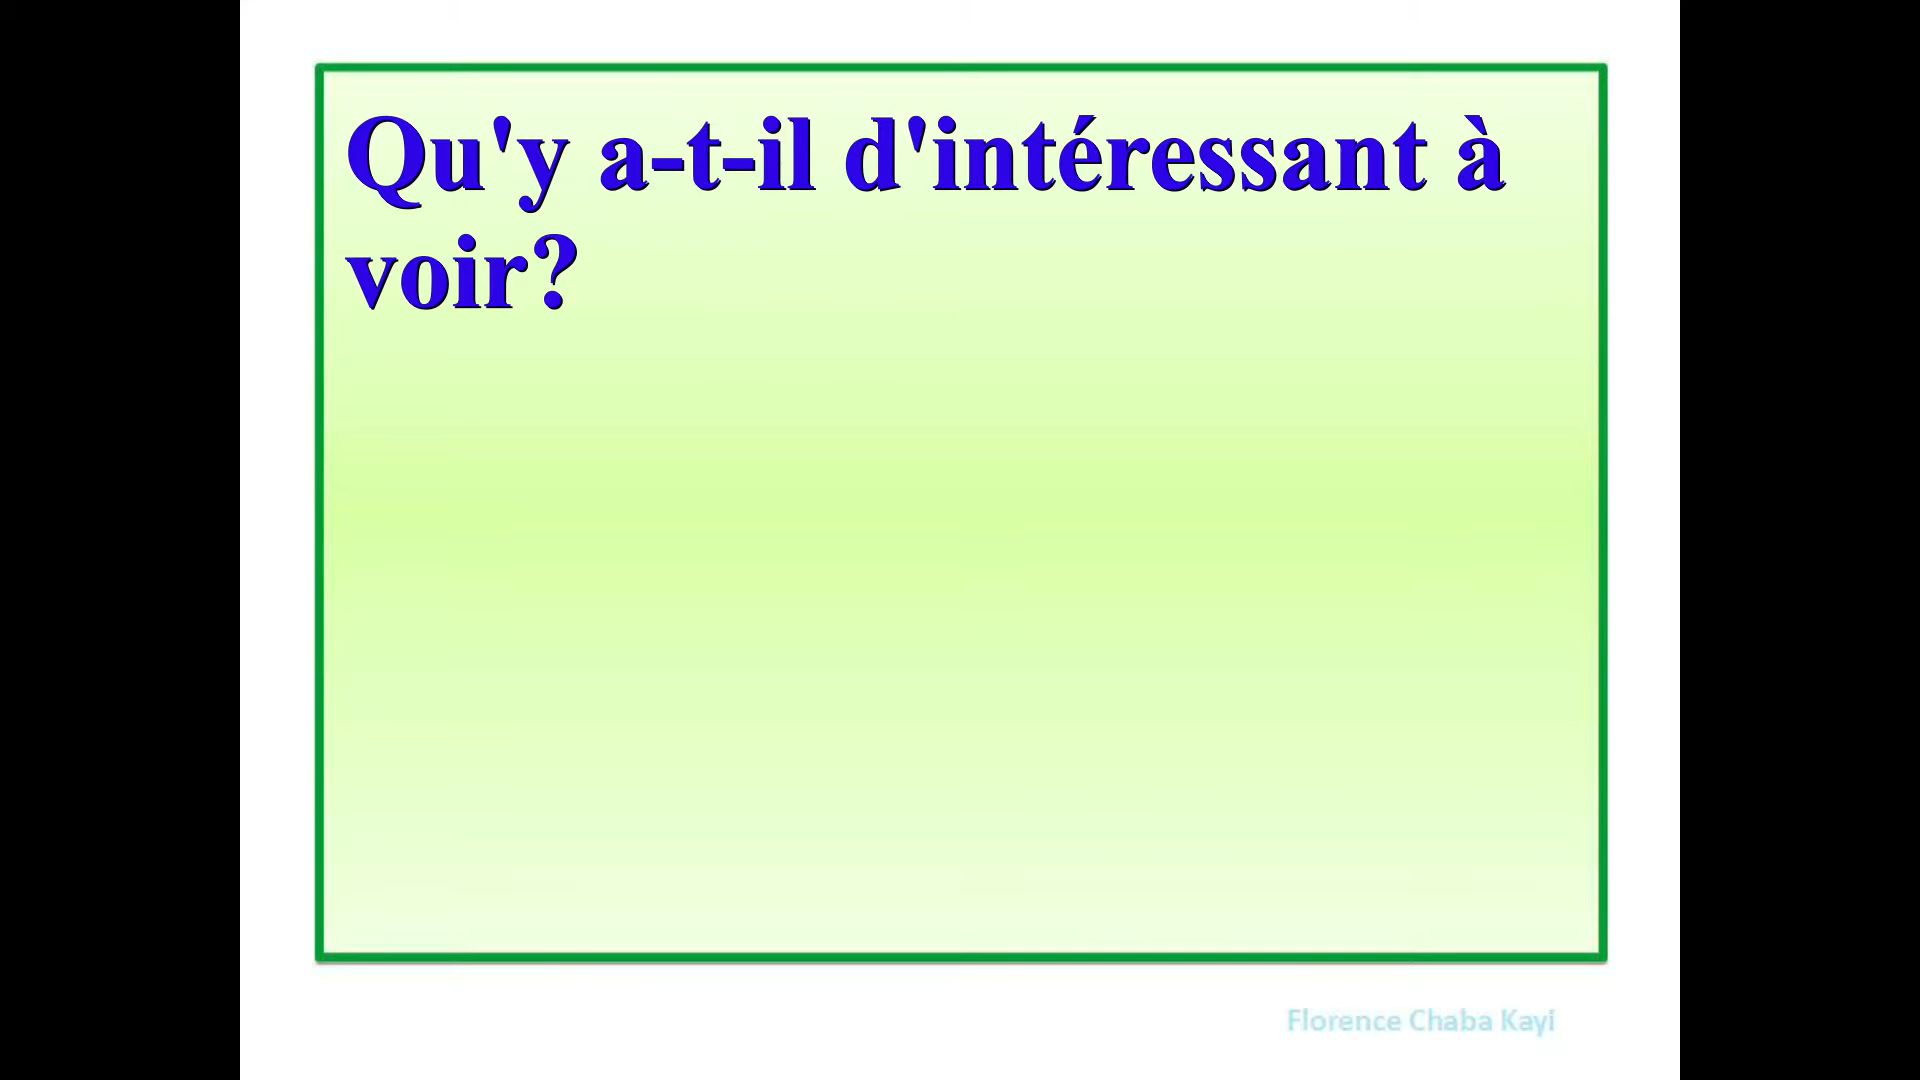 Qu'y a-t-il d'intéressant à
voir?
Florence Chaba Kayi